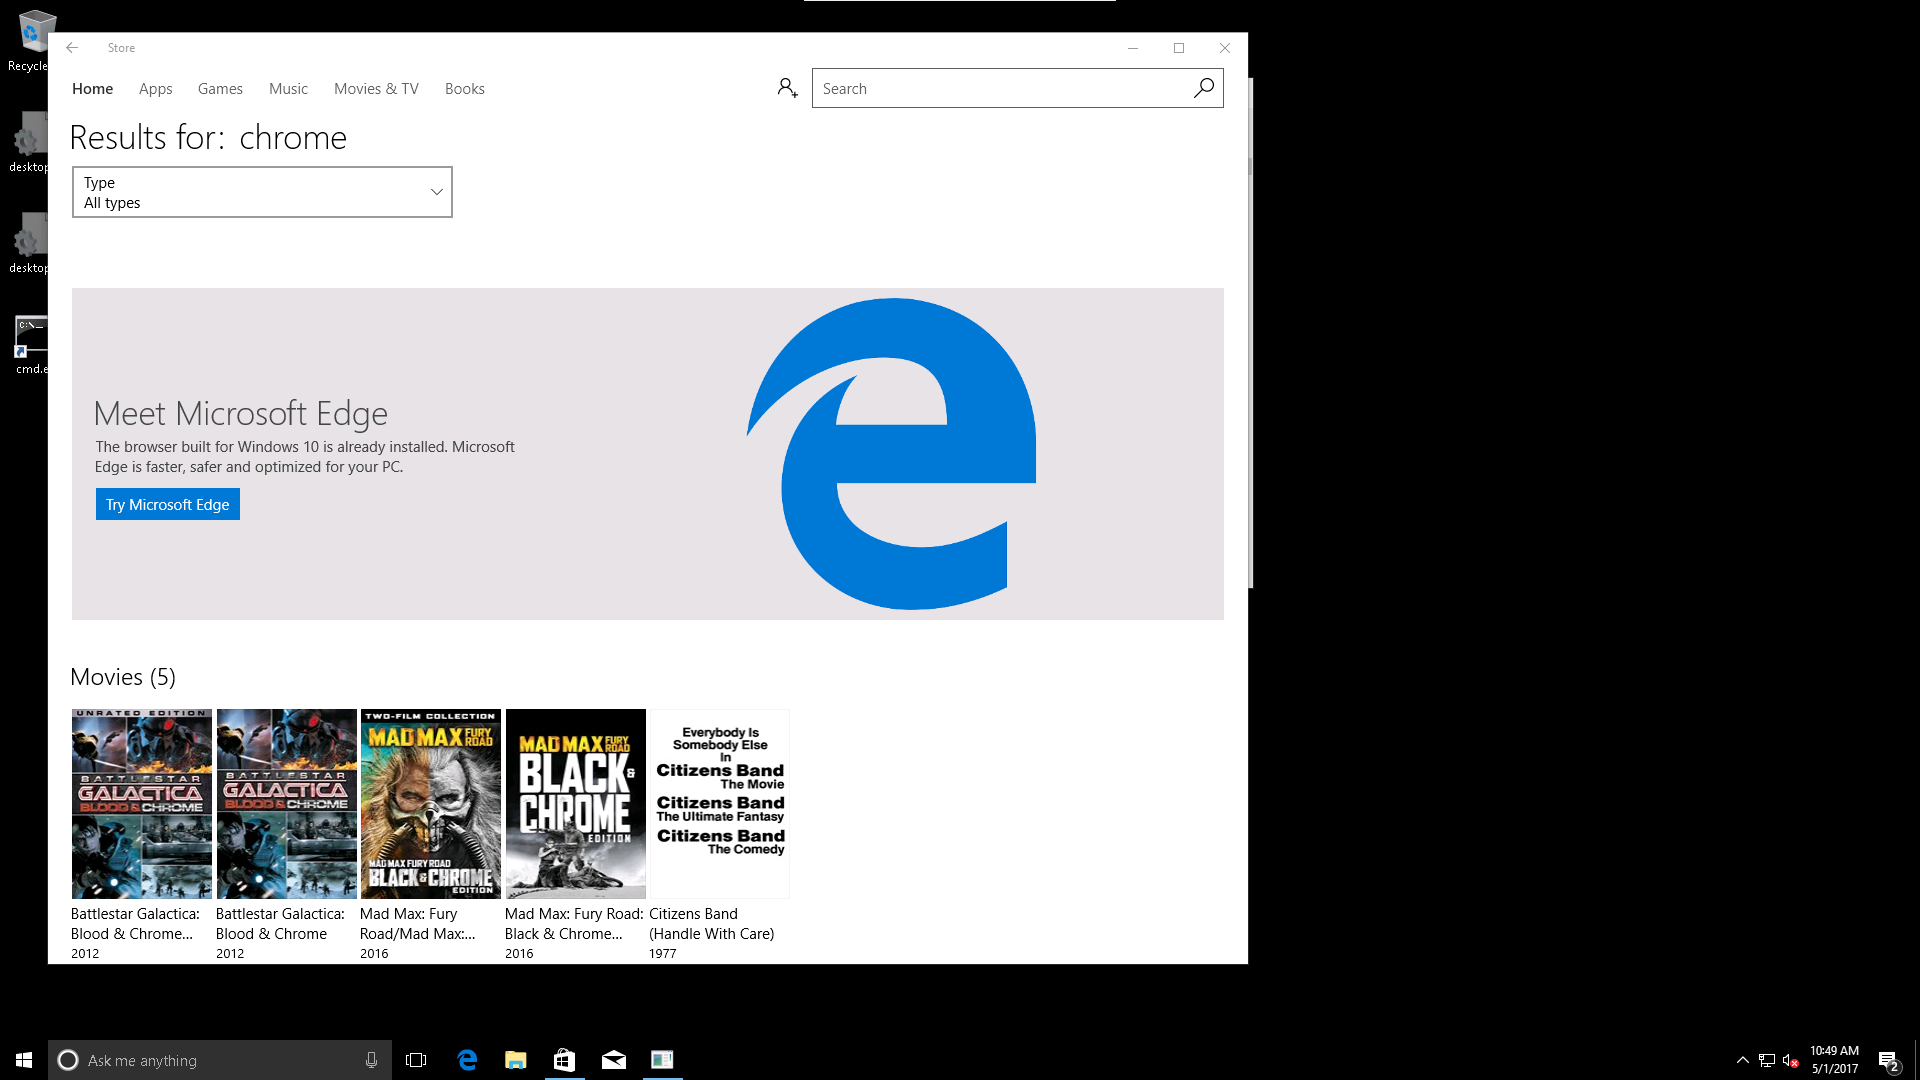 Recycle
Store
Home Apps Games Music Movies & TV Books
Search
Results for: chrome
Type
All types
desktop
desktop
C:\_
cmd.e
Meet Microsoft Edge
The browser built for Windows 10 is already installed. Microsoft
Edge is faster, safer and optimized for your PC.
Try Microsoft Edge
Movies (5)
UNRATED EDITION
BATTLESTAR
GALACTICA
BLOOD & CHROME
BATTLESTAR
GALACTICA
BLOOD & CHROME
TWO-FILM COLLECTION
MAD MAX FURY ROAD
MAD MAX FURY ROAD
BLACK & CHROME
EDITION
MAD MAX FURY ROAD
BLACK &
CHROME
EDITION
Everybody Is
Somebody Else
In
Citizens Band
The Movie
Citizens Band
The Ultimate Fantasy
Citizens Band
The Comedy
Battlestar Galactica:
Blood & Chrome...
2012
Battlestar Galactica:
Blood & Chrome
2012
Mad Max: Fury
Road/Mad Max:...
2016
Mad Max: Fury Road:
Black & Chrome...
2016
Citizens Band
(Handle With Care)
1977
Ask me anything
10:49 AM
5/1/2017
2